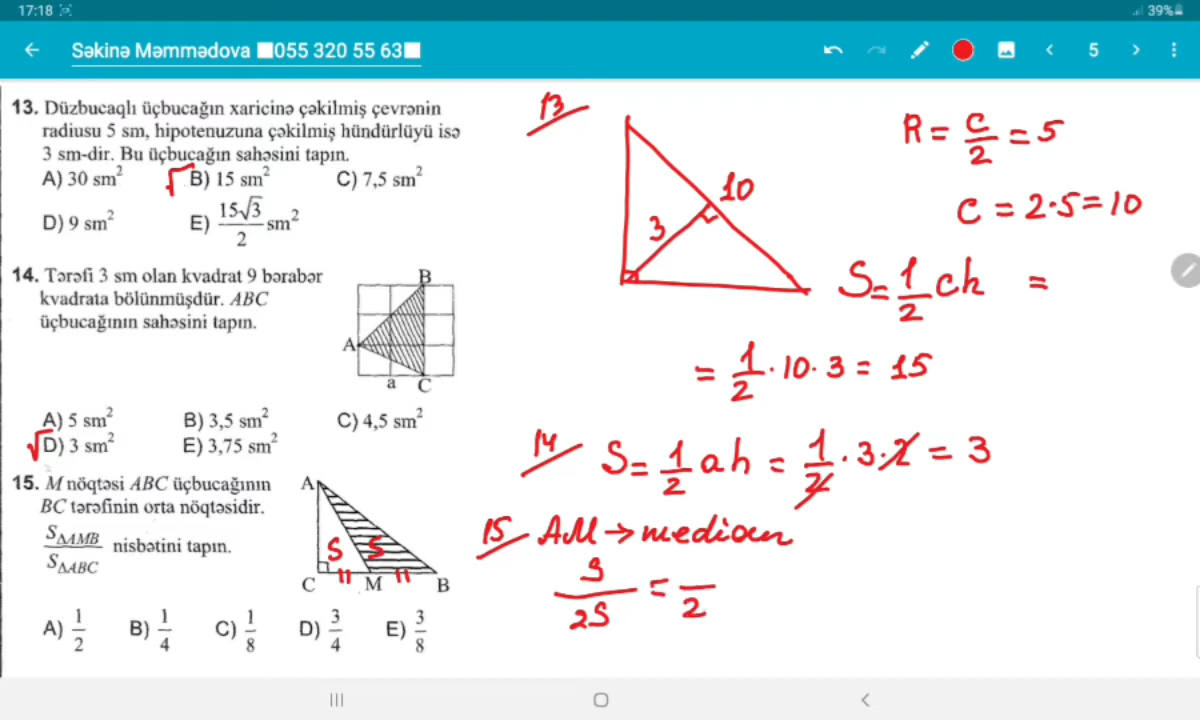 17:18
39%
Səkinə Məmmədova ■055 320 55 63■
5
13. Düzbucaqlı üçbucağın xaricinə çəkilmiş çevrənin
radiusu 5 sm, hipotenuzuna çəkilmiş hündürlüyü isə
3 sm-dir. Bu üçbucağın sahəsini tapın.
A) 30 sm² √B) 15 sm² C) 7,5 sm²
D) 9 sm² E) 15√3/2 sm²
14. Tərəfi 3 sm olan kvadrat 9 bərabər
kvadrata bölünmüşdür. ABC
üçbucağının sahəsini tapın.
B
A
a C
A) 5 sm² B) 3,5 sm² C) 4,5 sm²
√D) 3 sm² E) 3,75 sm²
15. M nöqtəsi ABC üçbucağının
BC tərəfinin orta nöqtəsidir.
S△AMB/S△ABC nisbətini tapın.
A
S S
C M B
A) 1/2 B) 1/4 C) 1/8 D) 3/4 E) 3/8
13
10
3
R = c/2 = 5
c = 2·5=10
S = 1/2 ch =
= 1/2 · 10 · 3 = 15
14 S = 1/2 ah = 1/2 · 3 · 2 = 3
15 AM → median
S/2S = /2